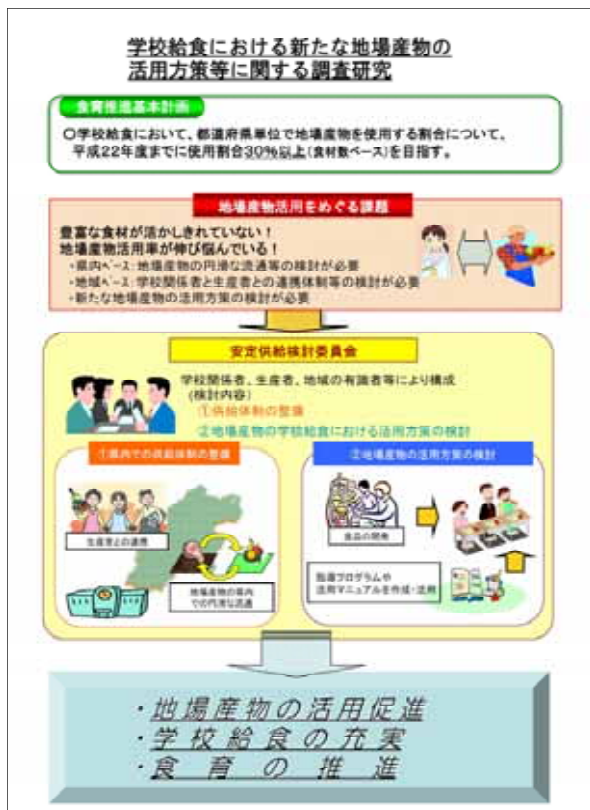 学校給食における新たな地場産物の
活用方策等に関する調査研究
食育推進基本計画
○学校給食において、都道府県単位で地場産物を使用する割合について、
平成22年度までに使用割合30%以上(食材数ベース)を目指す。
地場産物活用をめぐる課題
豊富な食材が活かしきれていない!
地場産物活用率が伸び悩んでいる!
・県内ベース:地場産物の円滑な流通等の検討が必要
・地域ベース:学校関係者と生産者との連携体制等の検討が必要
・新たな地場産物の活用方策の検討が必要
安定供給検討委員会
学校関係者、生産者、地域の有識者等により構成
(検討内容)
①供給体制の整備
②地場産物の学校給食における活用方策の検討
①県内での供給体制の整備
生産者との連携
地場産物の県内
での円滑な流通
②地場産物の活用方策の検討
食品の開発
指導プログラムや
活用マニュアルを作成・活用
・地場産物の活用促進
・学校給食の充実
・食育の推進